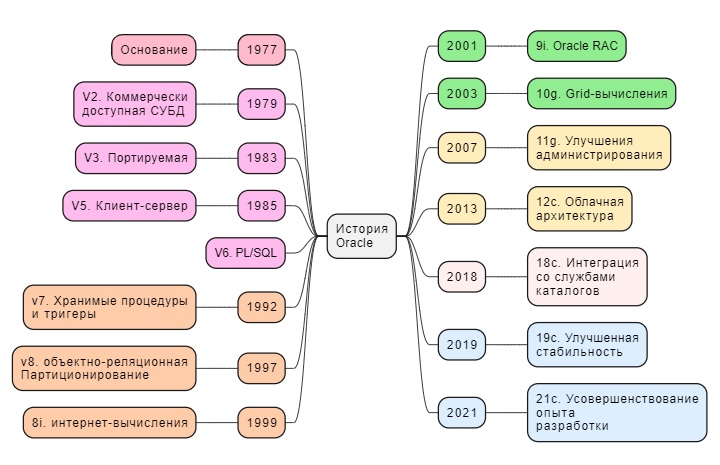 Основание
1977
V2. Коммерчески
доступная СУБД
1979
V3. Портируемая
1983
V5. Клиент-сервер
1985
V6. PL/SQL
v7. Хранимые процедуры
и тригеры
1992
v8. объектно-реляционная
Партиционирование
1997
8i. интернет-вычисления
1999
История
Oracle
2001
9i. Oracle RAC
2003
10g. Grid-вычисления
2007
11g. Улучшения
администрирования
2013
12c. Облачная
архитектура
2018
18c. Интеграция
со службами
каталогов
2019
19c. Улучшенная
стабильность
2021
21c. Усовершенствование
опыта
разработки